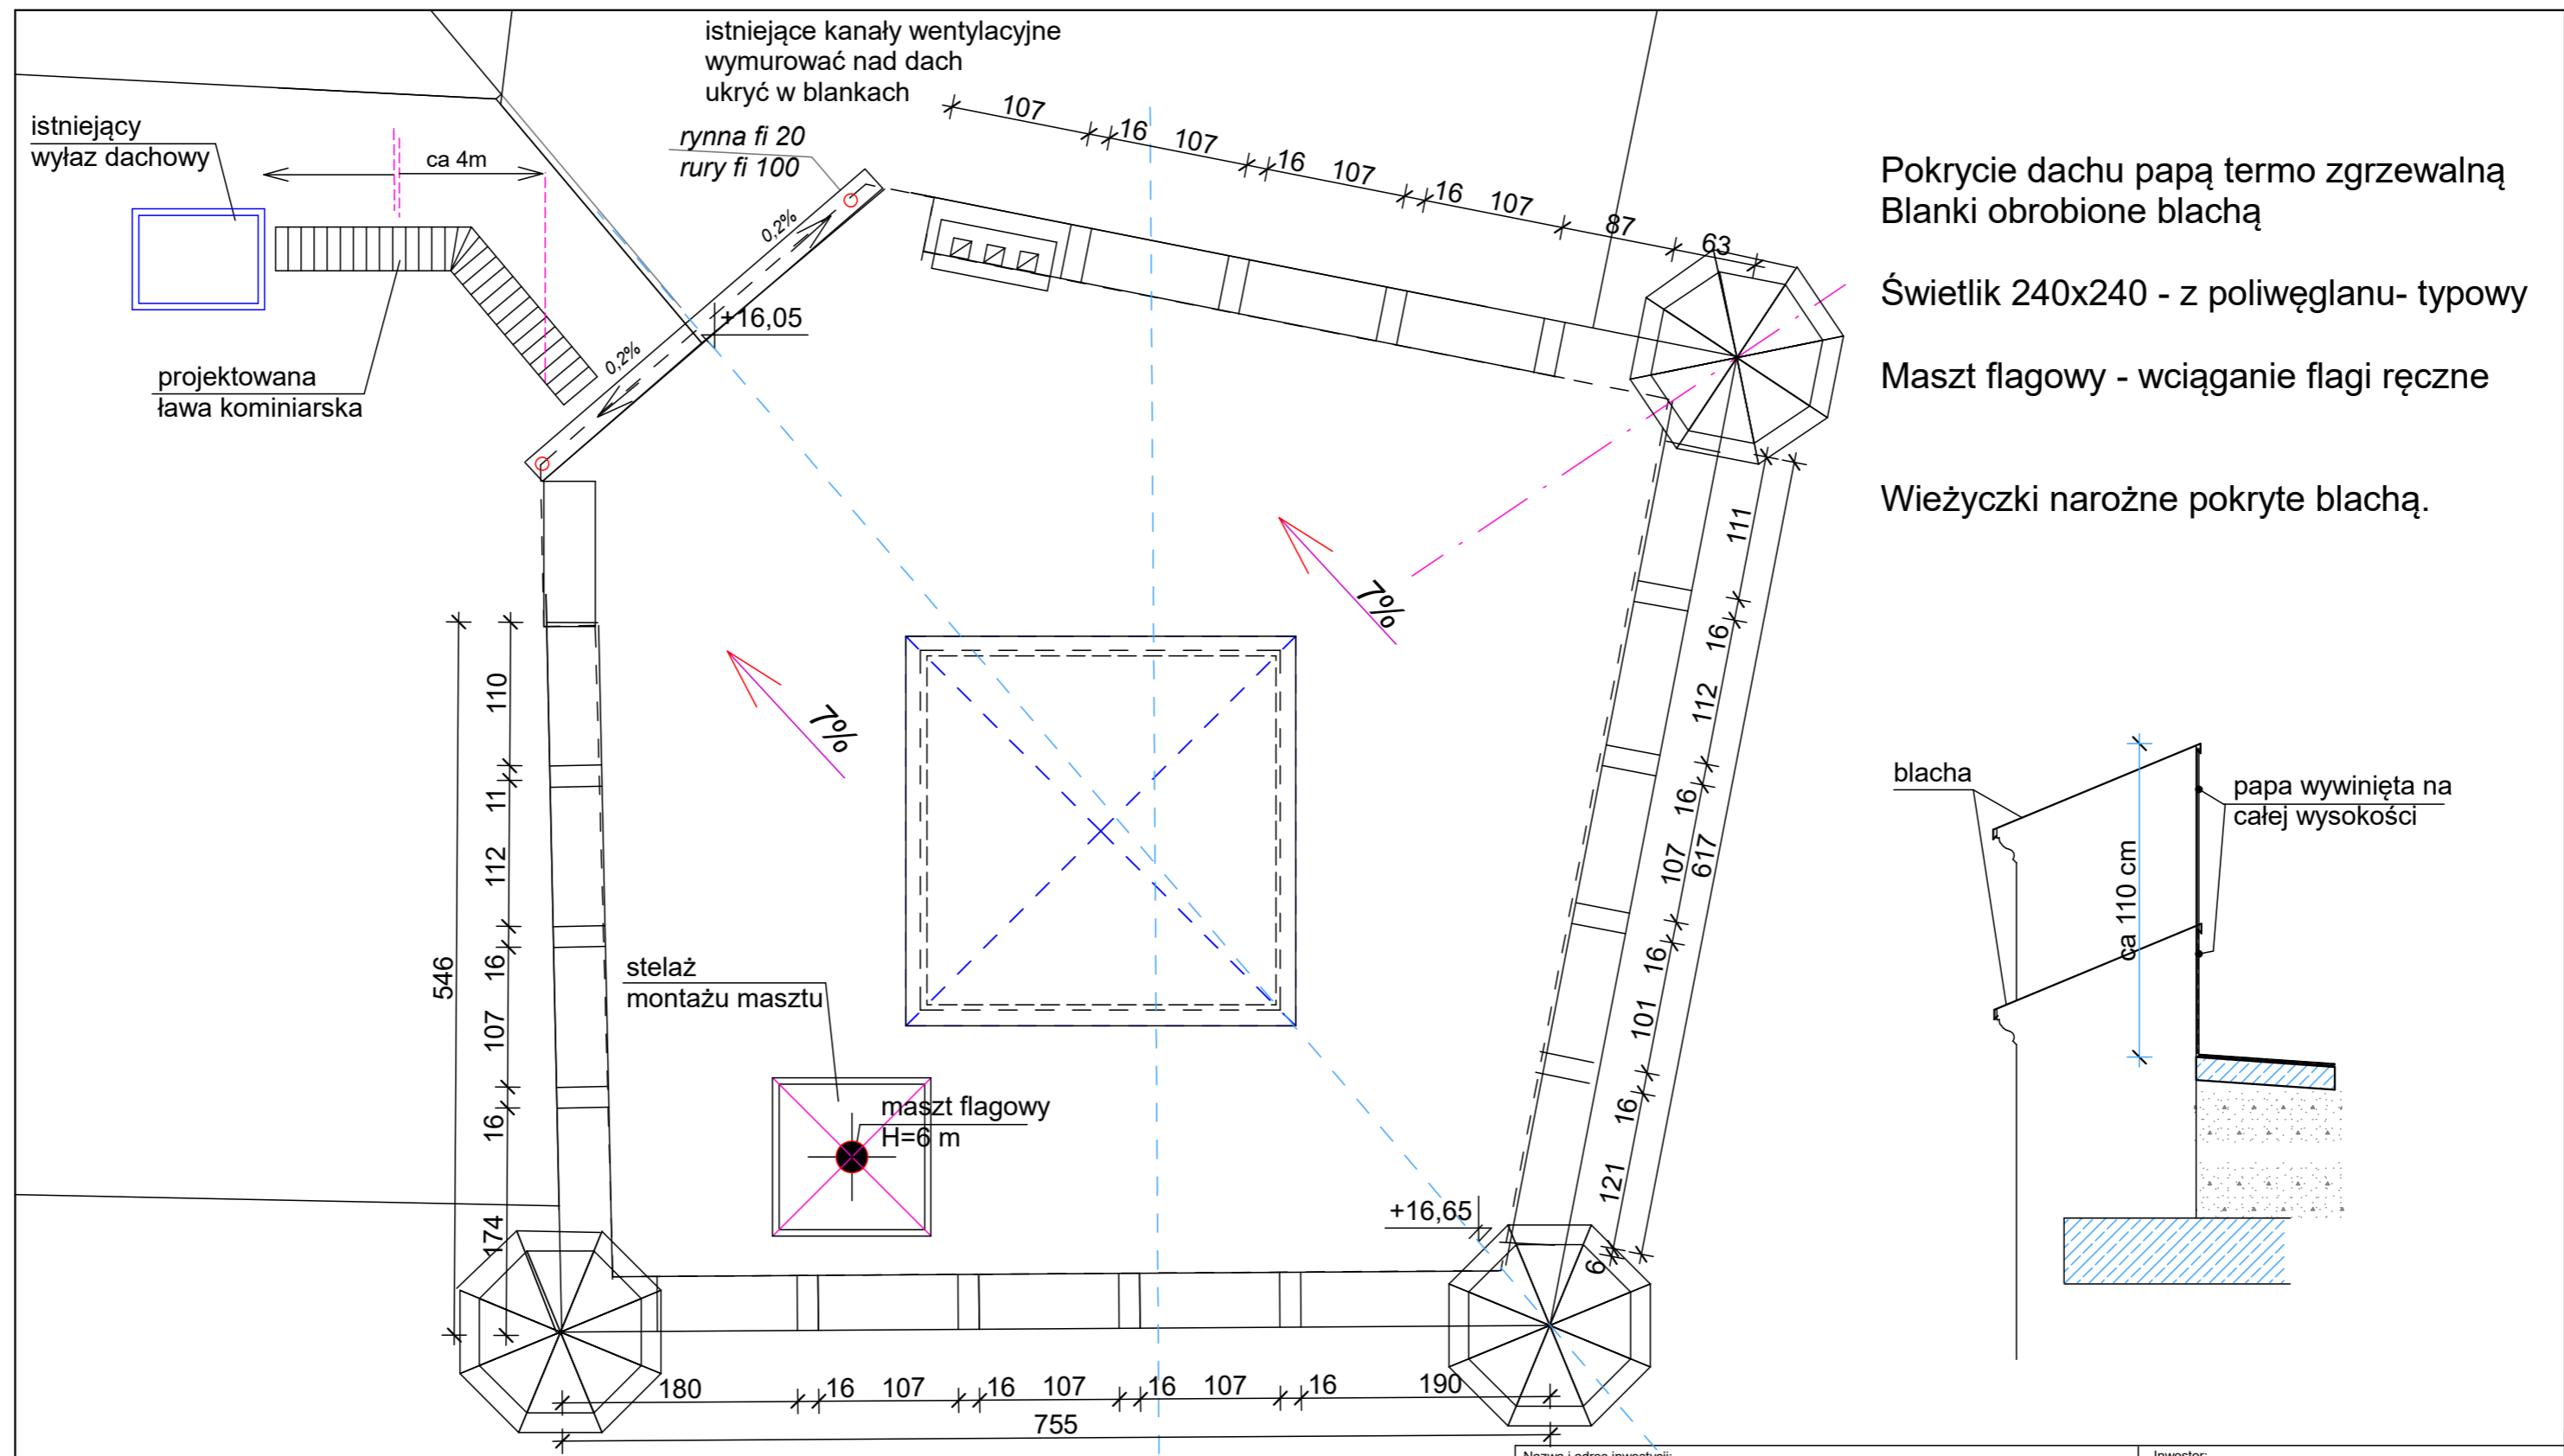 istniejące kanały wentylacyjne
wymurować nad dach
ukryć w blankach
rynna fi 20
rury fi 100
istniejący
wyłaz dachowy
ca 4m
projektowana
ława kominiarska
0,2%
0,2%
+16,05
107
16
107
16
107
16
107
87
63
Pokrycie dachu papą termo zgrzewalną
Blanki obrobione blachą
Świetlik 240x240 - z poliwęglanu- typowy
Maszt flagowy - wciąganie flagi ręczne
Wieżyczki narożne pokryte blachą.
7%
7%
111
16
112
16
107
617
16
101
16
121
6
110
11
112
16
107
16
174
546
stelaż
montażu masztu
maszt flagowy
H=6 m
+16,65
180
16
107
16
107
16
107
16
190
755
blacha
papa wywinięta na
całej wysokości
ca 110 cm
Nazwa i adres inwestycji:
Inwestor: